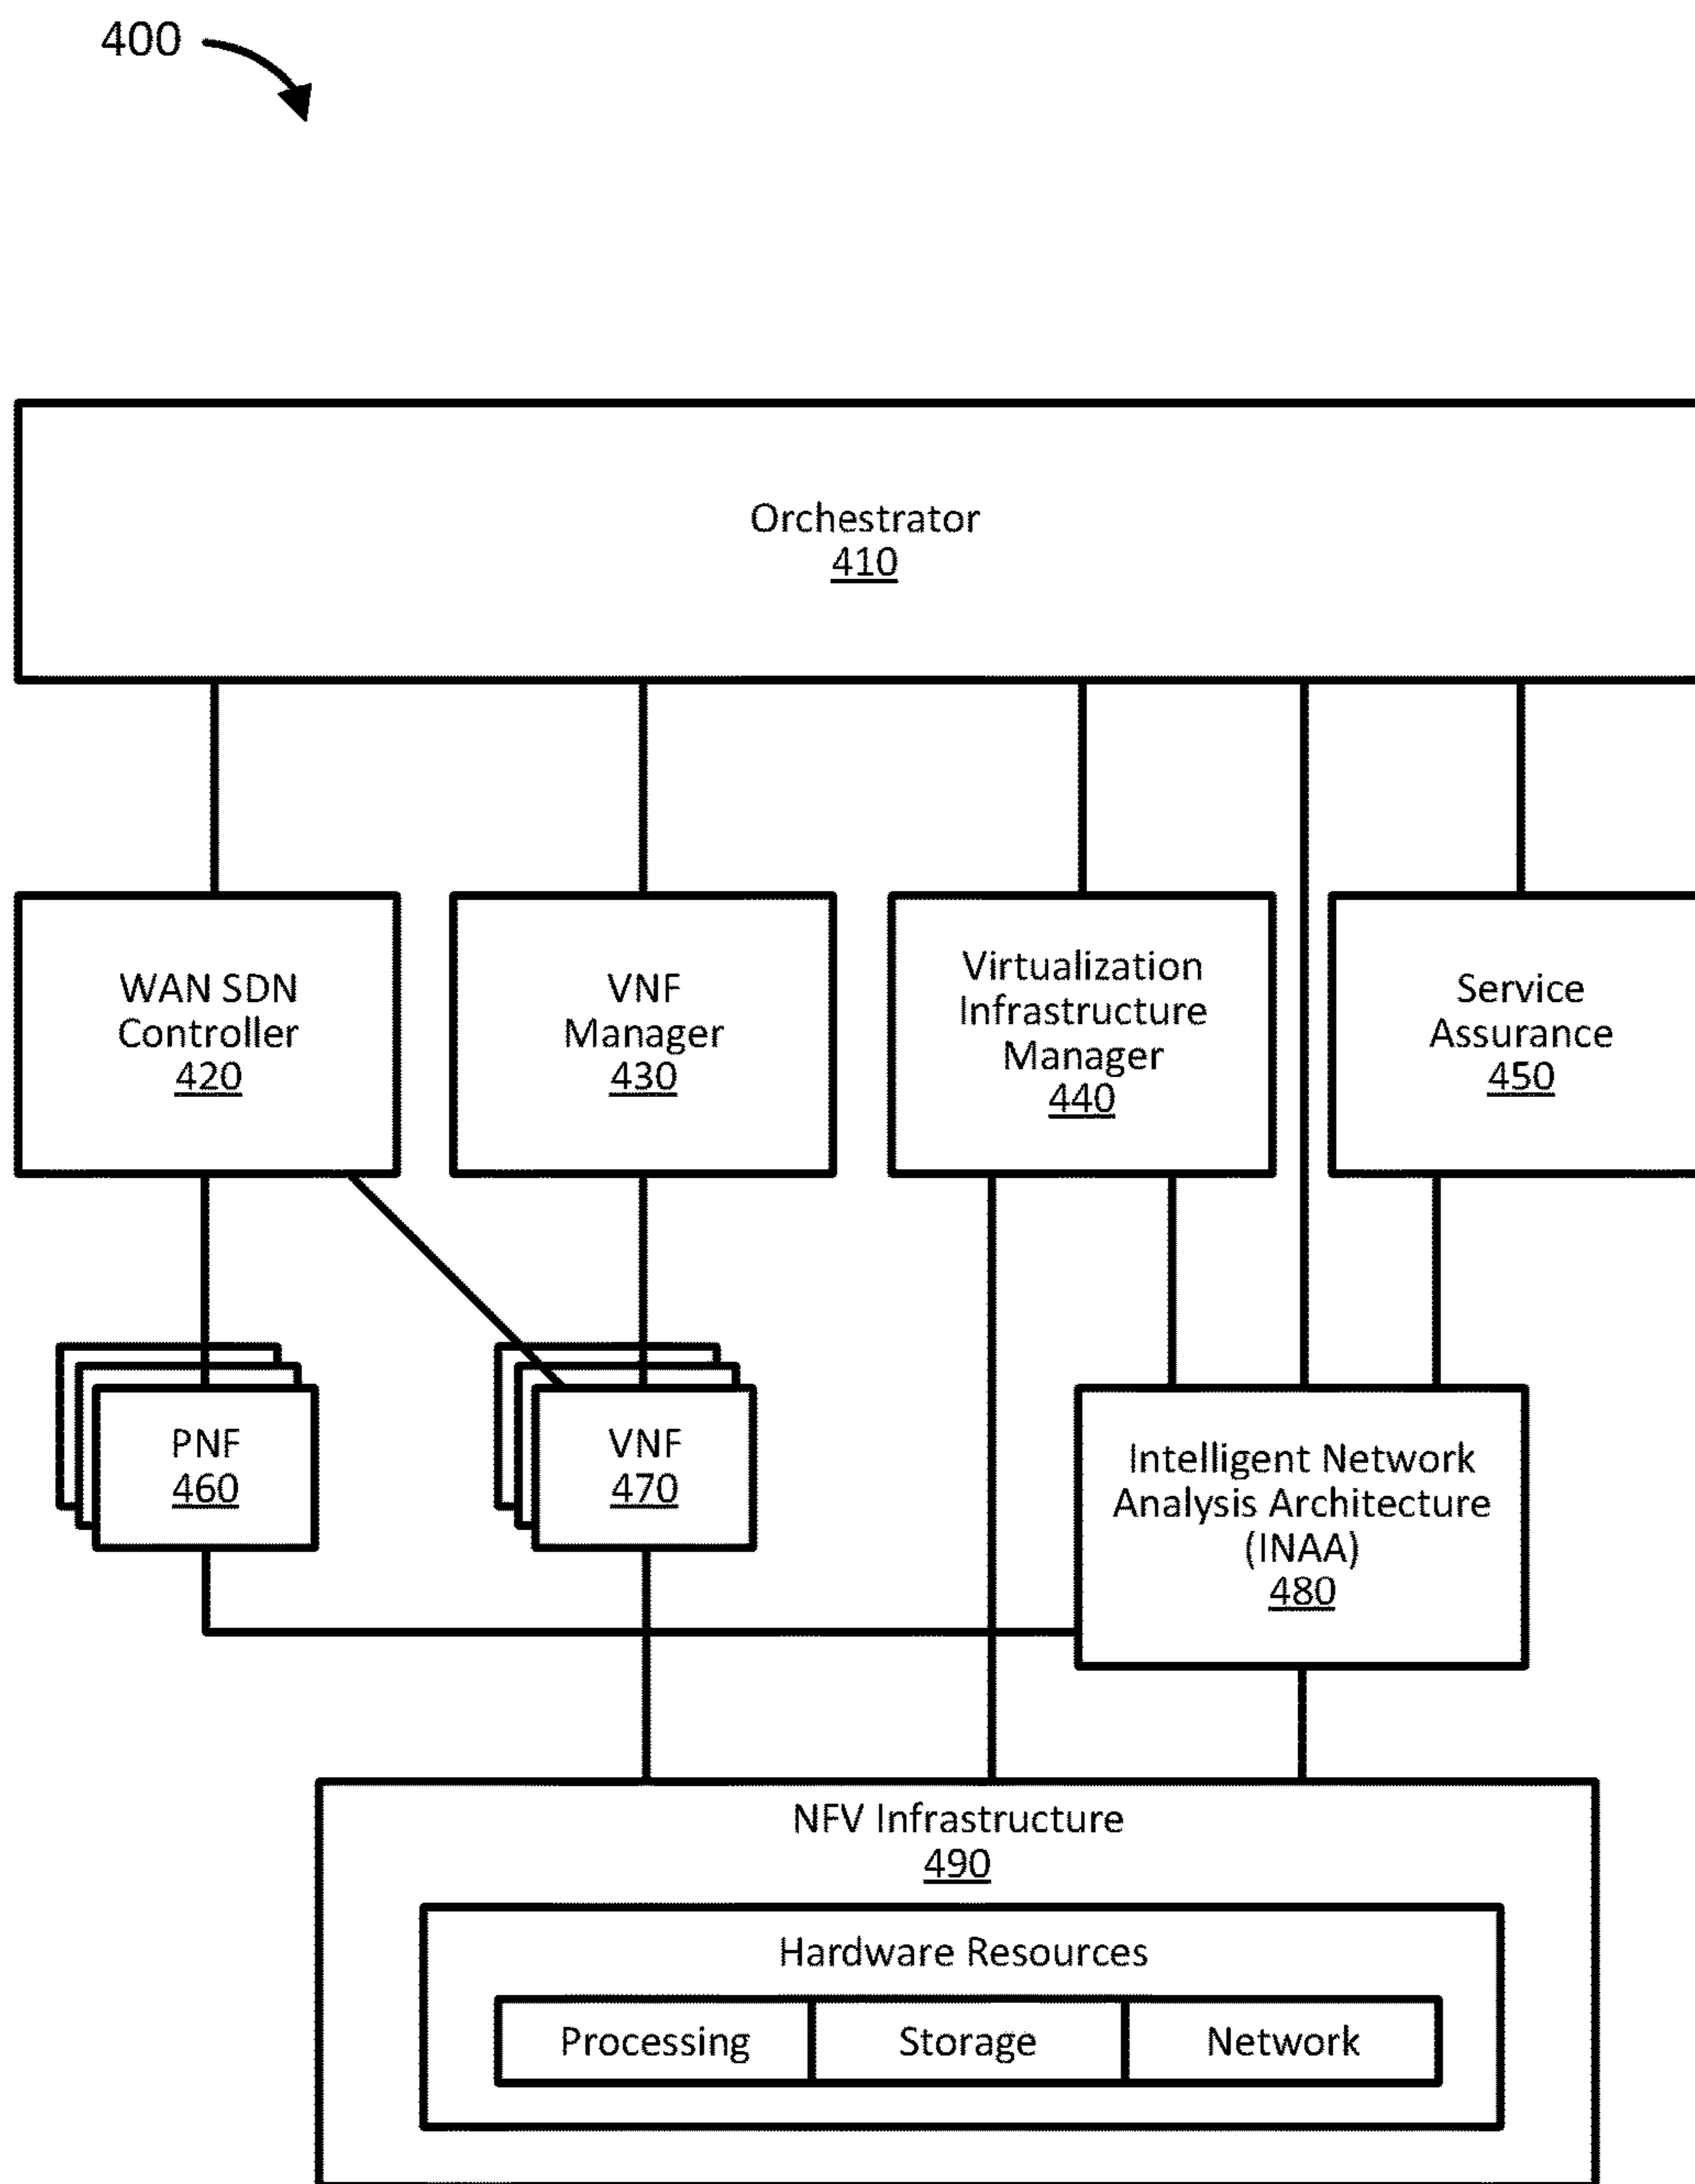 400
Orchestrator
410
WAN SDN
Controller
420
VNF
Manager
430
Virtualization
Infrastructure
Manager
440
Service
Assurance
450
PNF
460
VNF
470
Intelligent Network
Analysis Architecture
(INAA)
480
NFV Infrastructure
490
Hardware Resources
Processing
Storage
Network